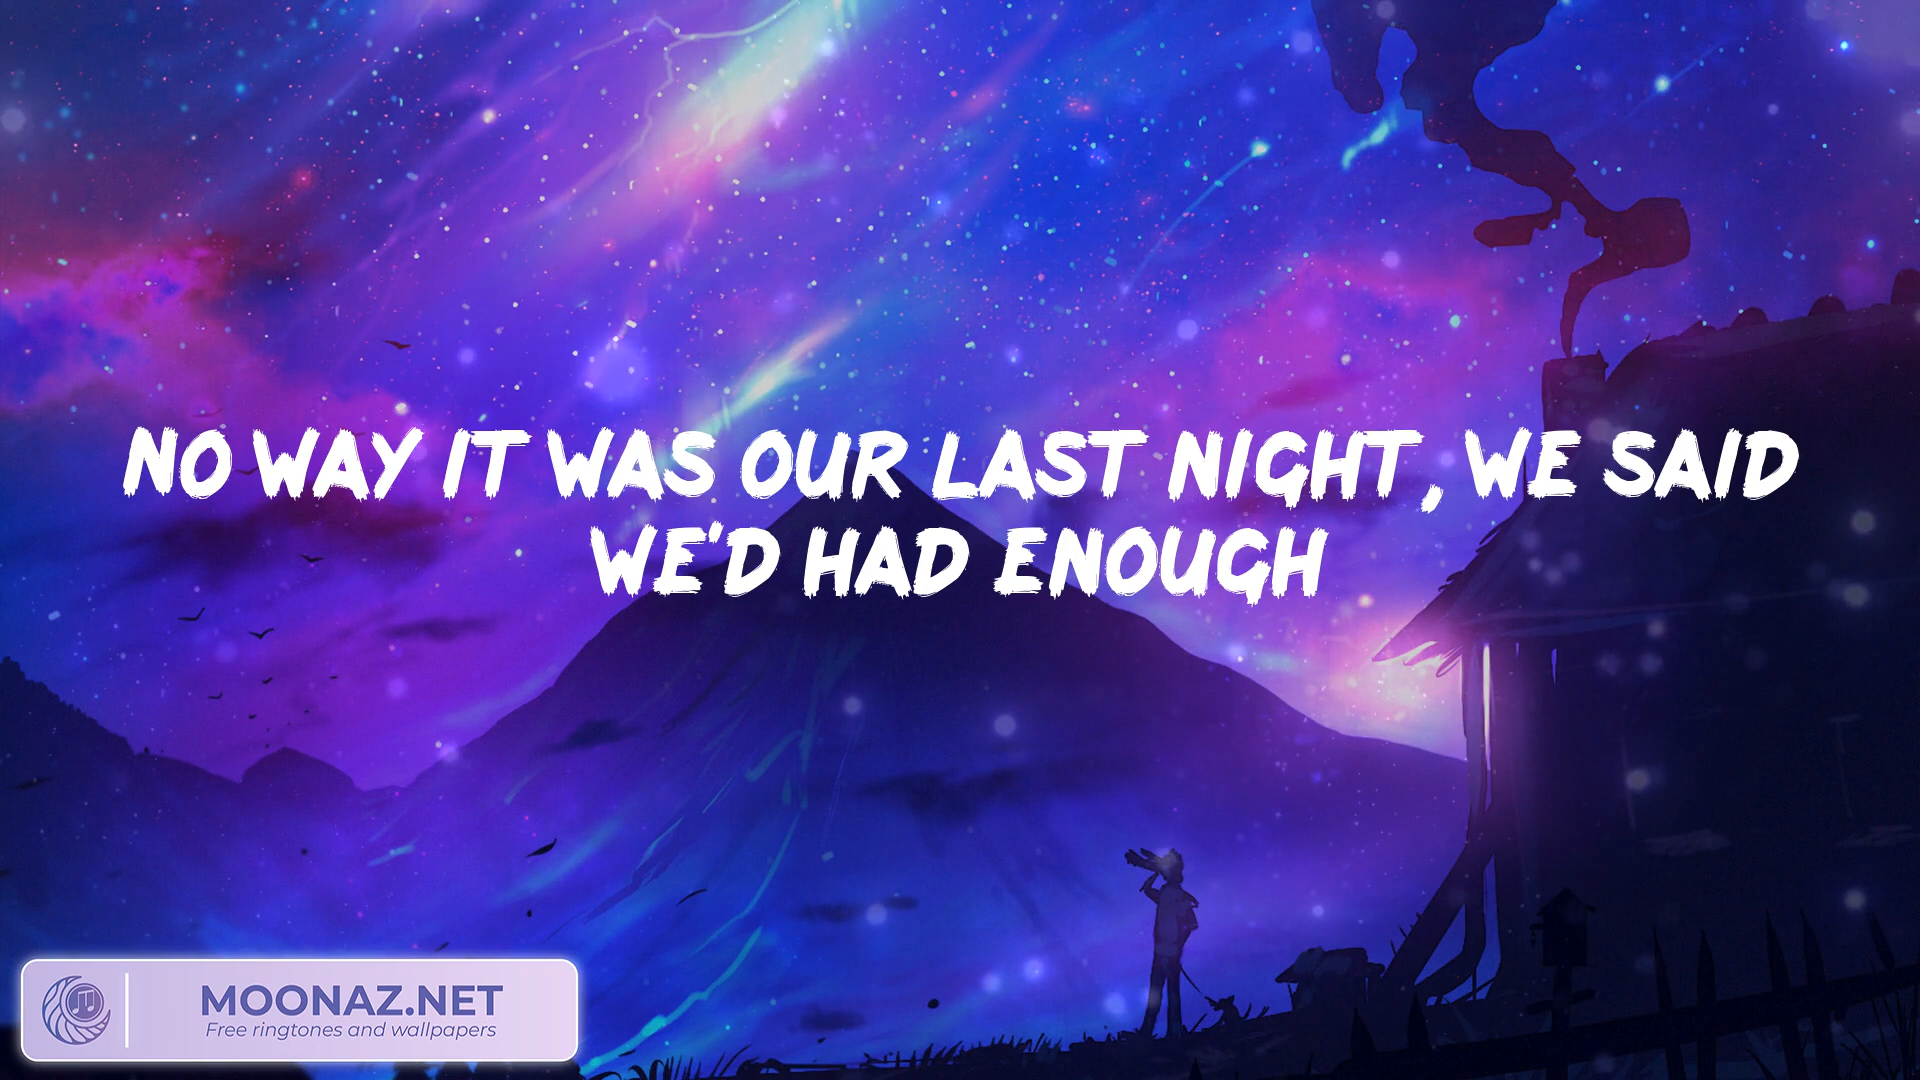 NO WAY IT WAS OUR LAST NIGHT, WE SAID
WE'D HAD ENOUGH
MOONAZ.NET
Free ringtones and wallpapers